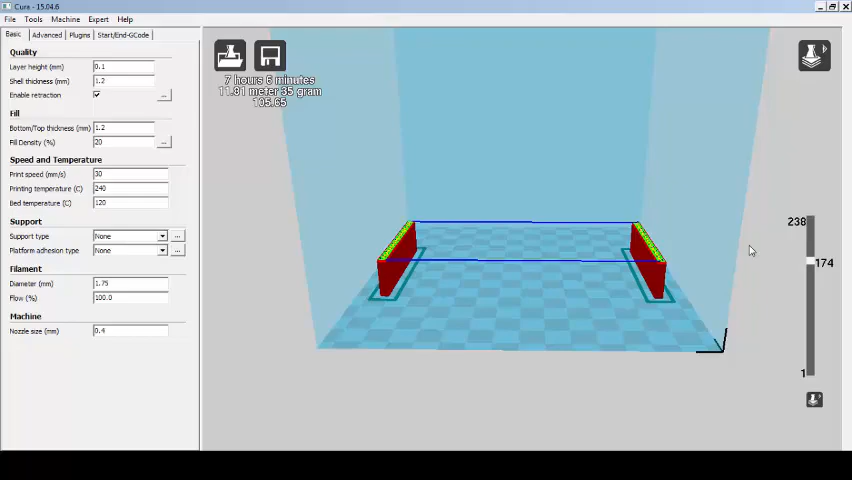 Cura - 15.04.6
File Tools Machine Expert Help
Basic Advanced Plugins Start/End-GCode
Quality
Layer height (mm) 0.1
Shell thickness (mm) 1.2
Enable retraction ...
Fill
Bottom/Top thickness (mm) 1.2
Fill Density (%) 20 ...
Speed and Temperature
Print speed (mm/s) 30
Printing temperature (C) 240
Bed temperature (C) 120
Support
Support type None ...
Platform adhesion type None ...
Filament
Diameter (mm) 1.75
Flow (%) 100.0
Machine
Nozzle size (mm) 0.4
7 hours 6 minutes
11.81 meter 35 gram
105.65
238
174
1